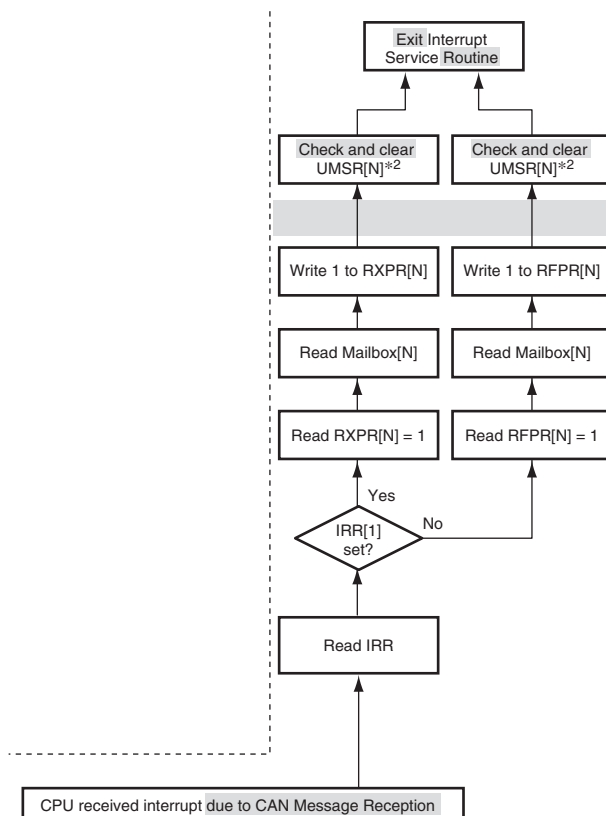 Exit Interrupt
Service Routine
Check and clear
UMSR[N]*2
Check and clear
UMSR[N]*2
Write 1 to RXPR[N]
Write 1 to RFPR[N]
Read Mailbox[N]
Read Mailbox[N]
Read RXPR[N] = 1
Read RFPR[N] = 1
Yes
IRR[1]
set?
No
Read IRR
CPU received interrupt due to CAN Message Reception